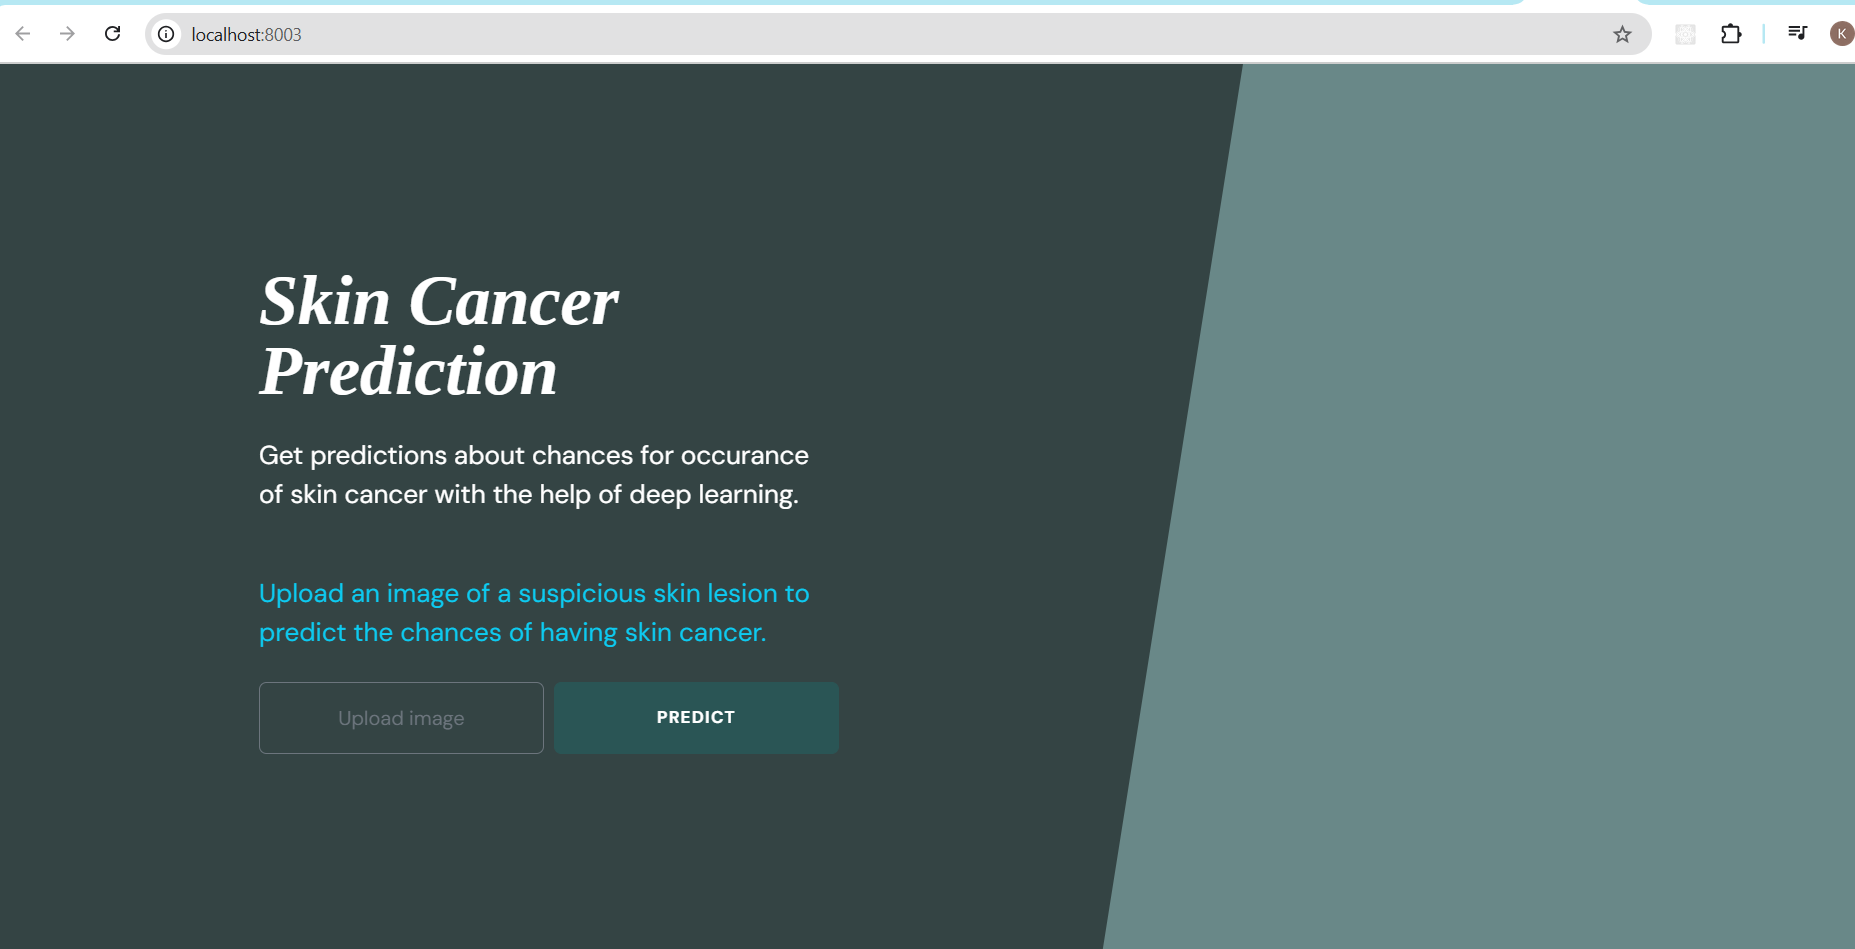 localhost:8003
K
Skin Cancer
Prediction
Get predictions about chances for occurance
of skin cancer with the help of deep learning.
Upload an image of a suspicious skin lesion to
predict the chances of having skin cancer.
Upload image
PREDICT